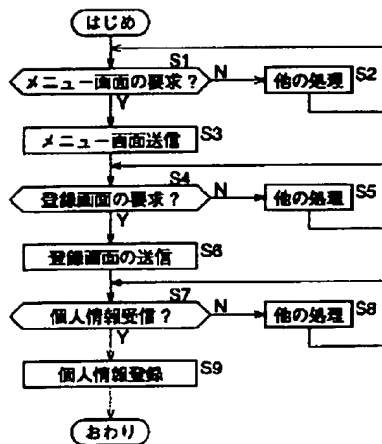 はじめ
S1
メニュー画面の要求？
N
S2
他の処理
Y
メニュー画面送信
S3
S4
登録画面の要求？
N
S5
他の処理
Y
登録画面の送信
S6
S7
個人情報受信？
N
S8
他の処理
Y
個人情報登録
S9
おわり